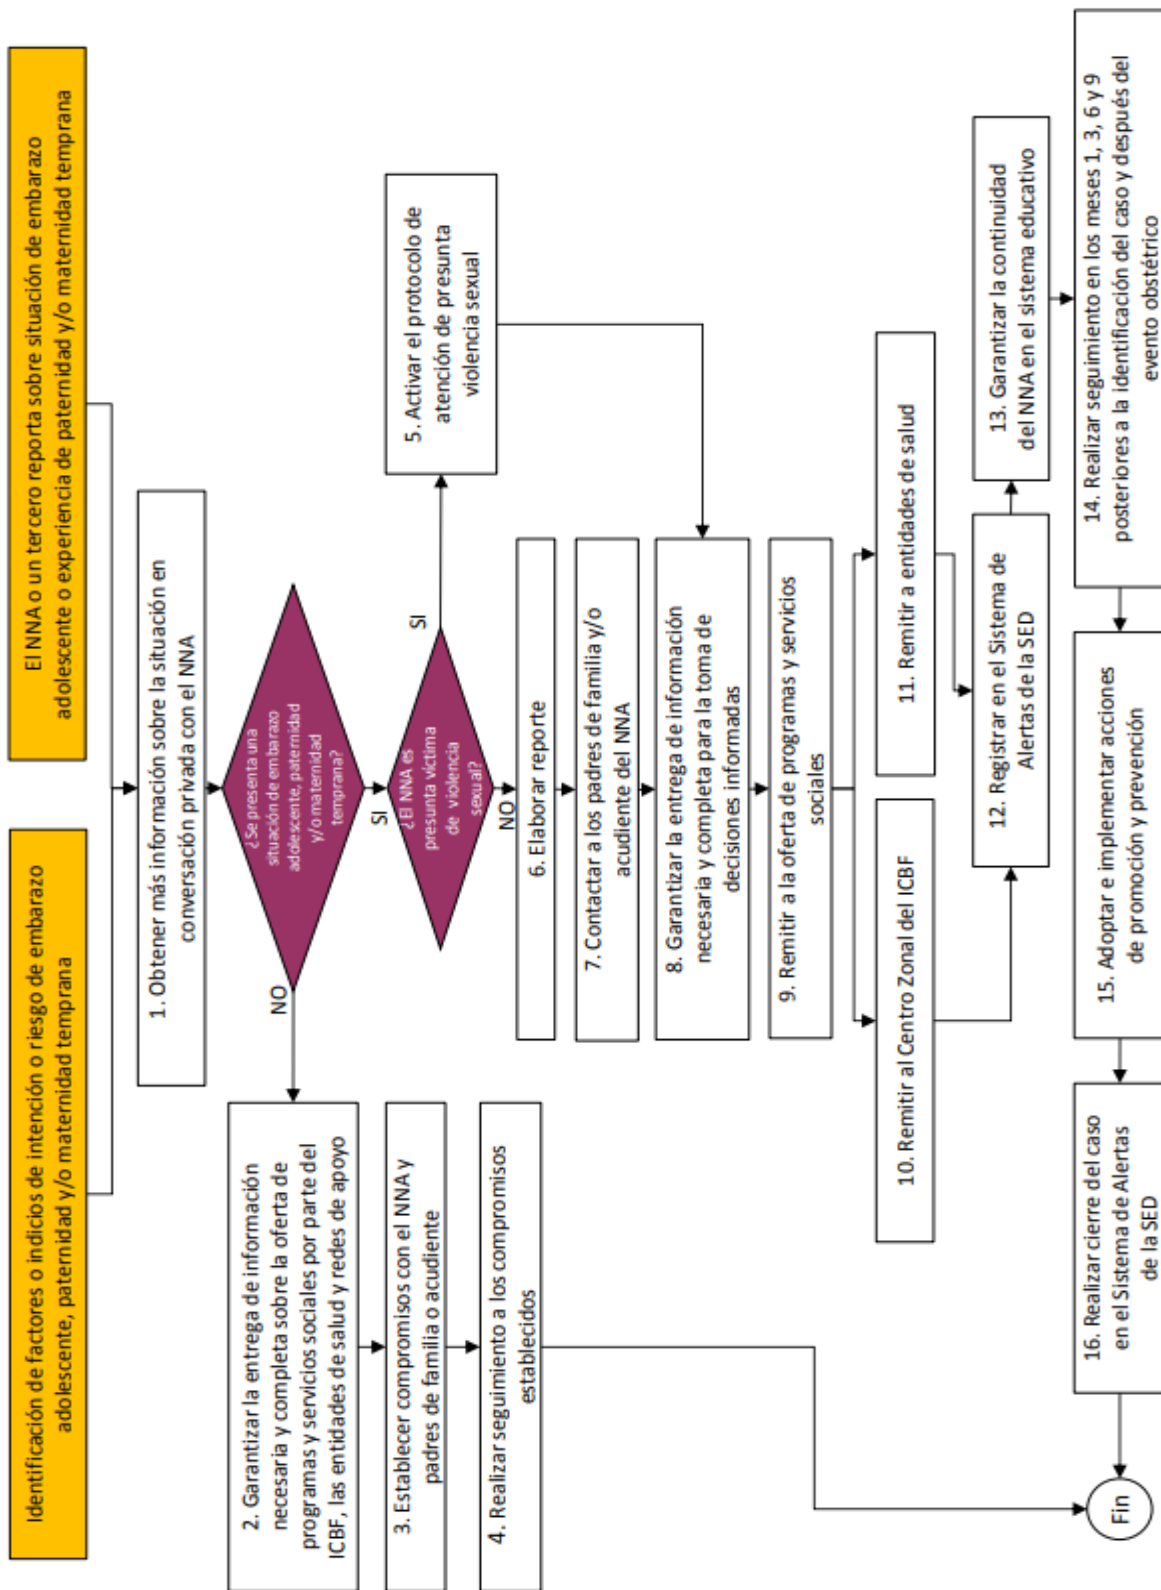 Identificación de factores o indicios de intención o riesgo de embarazo
adolescente, paternidad y/o maternidad temprana
El NNA o un tercero reporta sobre situación de embarazo
adolescente o experiencia de paternidad y/o maternidad temprana
1. Obtener más información sobre la situación en
conversación privada con el NNA
¿Se presenta una
situación de embarazo
adolescente, paternidad
y/o maternidad
temprana?
NO
SI
2. Garantizar la entrega de información
necesaria y completa sobre la oferta de
programas y servicios sociales por parte del
ICBF, las entidades de salud y redes de apoyo
3. Establecer compromisos con el NNA y
padres de familia o acudiente
4. Realizar seguimiento a los compromisos
establecidos
¿El NNA es
presunta víctima
de violencia
sexual?
SI
NO
5. Activar el protocolo de
atención de presunta
violencia sexual
6. Elaborar reporte
7. Contactar a los padres de familia y/o
acudiente del NNA
8. Garantizar la entrega de información
necesaria y completa para la toma de
decisiones informadas
9. Remitir a la oferta de programas y servicios
sociales
10. Remitir al Centro Zonal del ICBF
11. Remitir a entidades de salud
12. Registrar en el Sistema de
Alertas de la SED
13. Garantizar la continuidad
del NNA en el sistema educativo
14. Realizar seguimiento en los meses 1, 3, 6 y 9
posteriores a la identificación del caso y después del
evento obstétrico
15. Adoptar e implementar acciones
de promoción y prevención
16. Realizar cierre del caso
en el Sistema de Alertas
de la SED
Fin